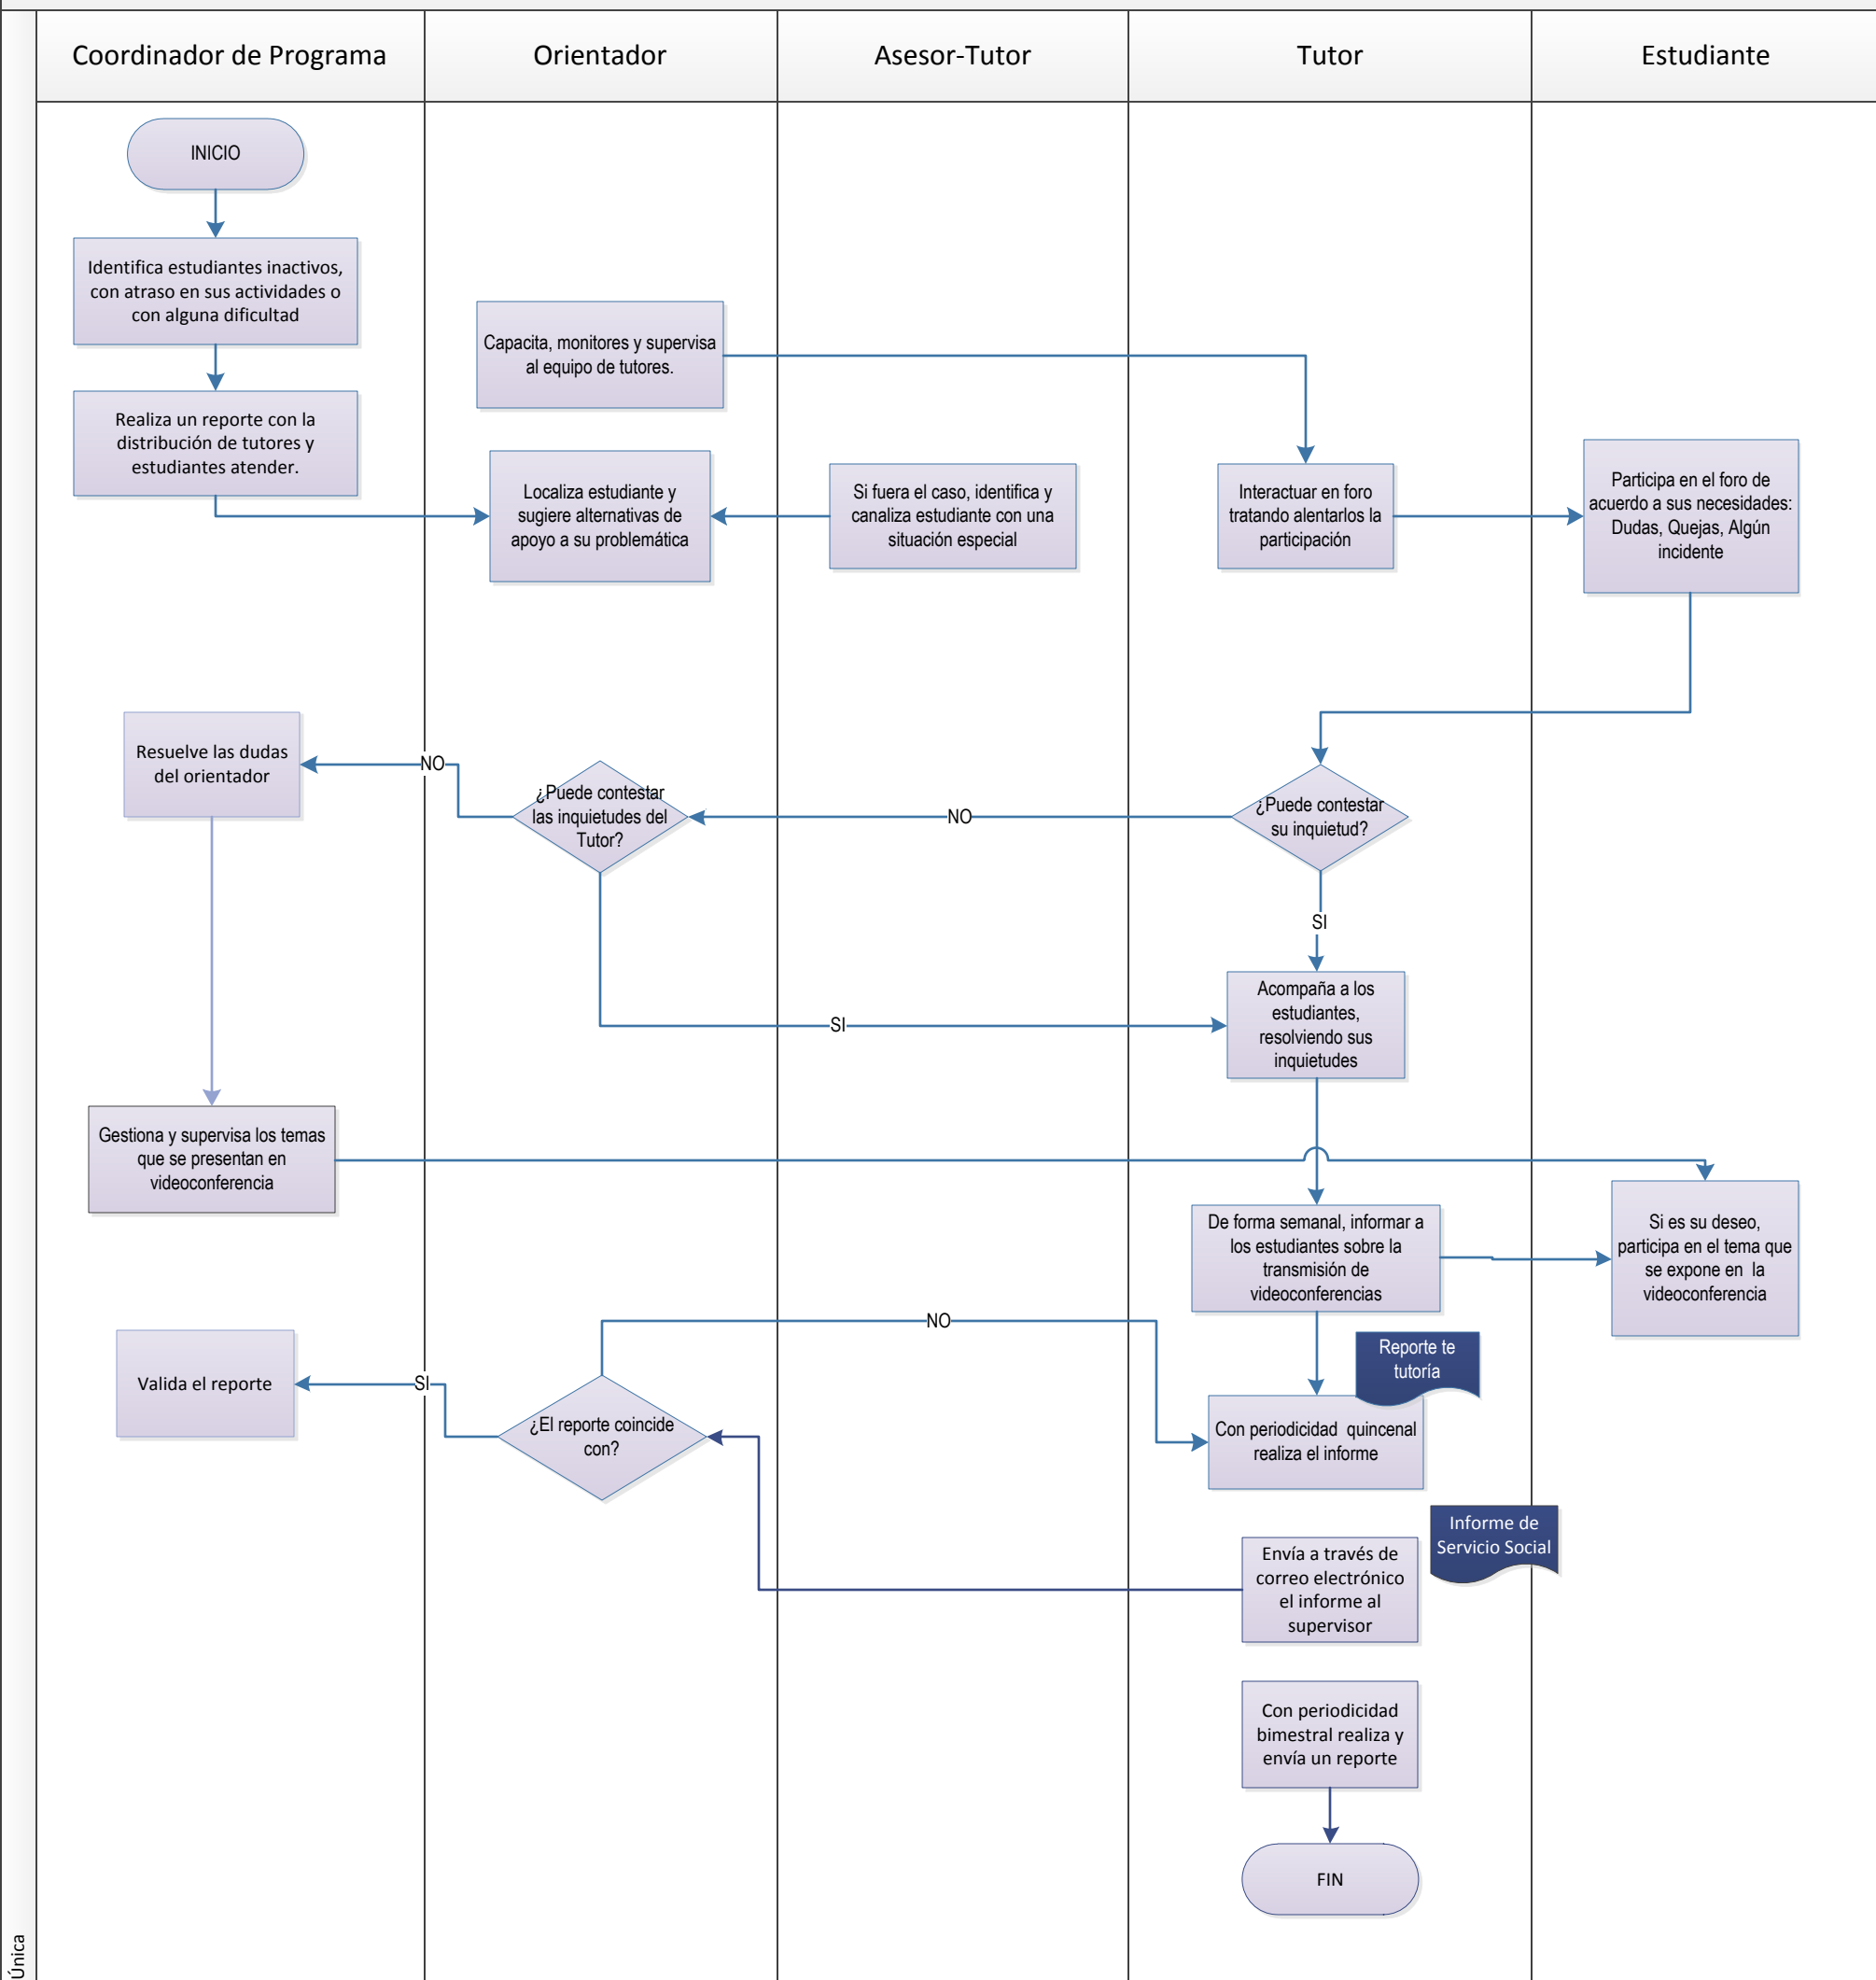 Coordinador de Programa
Orientador
Asesor-Tutor
Tutor
Estudiante
INICIO
Identifica estudiantes inactivos,
con atraso en sus actividades o
con alguna dificultad
Capacita, monitores y supervisa
al equipo de tutores.
Realiza un reporte con la
distribución de tutores y
estudiantes atender.
Localiza estudiante y
sugiere alternativas de
apoyo a su problemática
Si fuera el caso, identifica y
canaliza estudiante con una
situación especial
Interactuar en foro
tratando alentarlos la
participación
Participa en el foro de
acuerdo a sus necesidades:
Dudas, Quejas, Algún
incidente
Resuelve las dudas
del orientador
NO
¿Puede contestar
las inquietudes del
Tutor?
NO
¿Puede contestar
su inquietud?
SI
SI
Acompaña a los
estudiantes,
resolviendo sus
inquietudes
Gestiona y supervisa los temas
que se presentan en
videoconferencia
De forma semanal, informar a
los estudiantes sobre la
transmisión de
videoconferencias
Si es su deseo,
participa en el tema que
se expone en la
videoconferencia
NO
Reporte te
tutoría
Valida el reporte
SI
¿El reporte coincide
con?
Con periodicidad quincenal
realiza el informe
Informe de
Servicio Social
Envía a través de
correo electrónico
el informe al
supervisor
Con periodicidad
bimestral realiza y
envía un reporte
FIN
Única